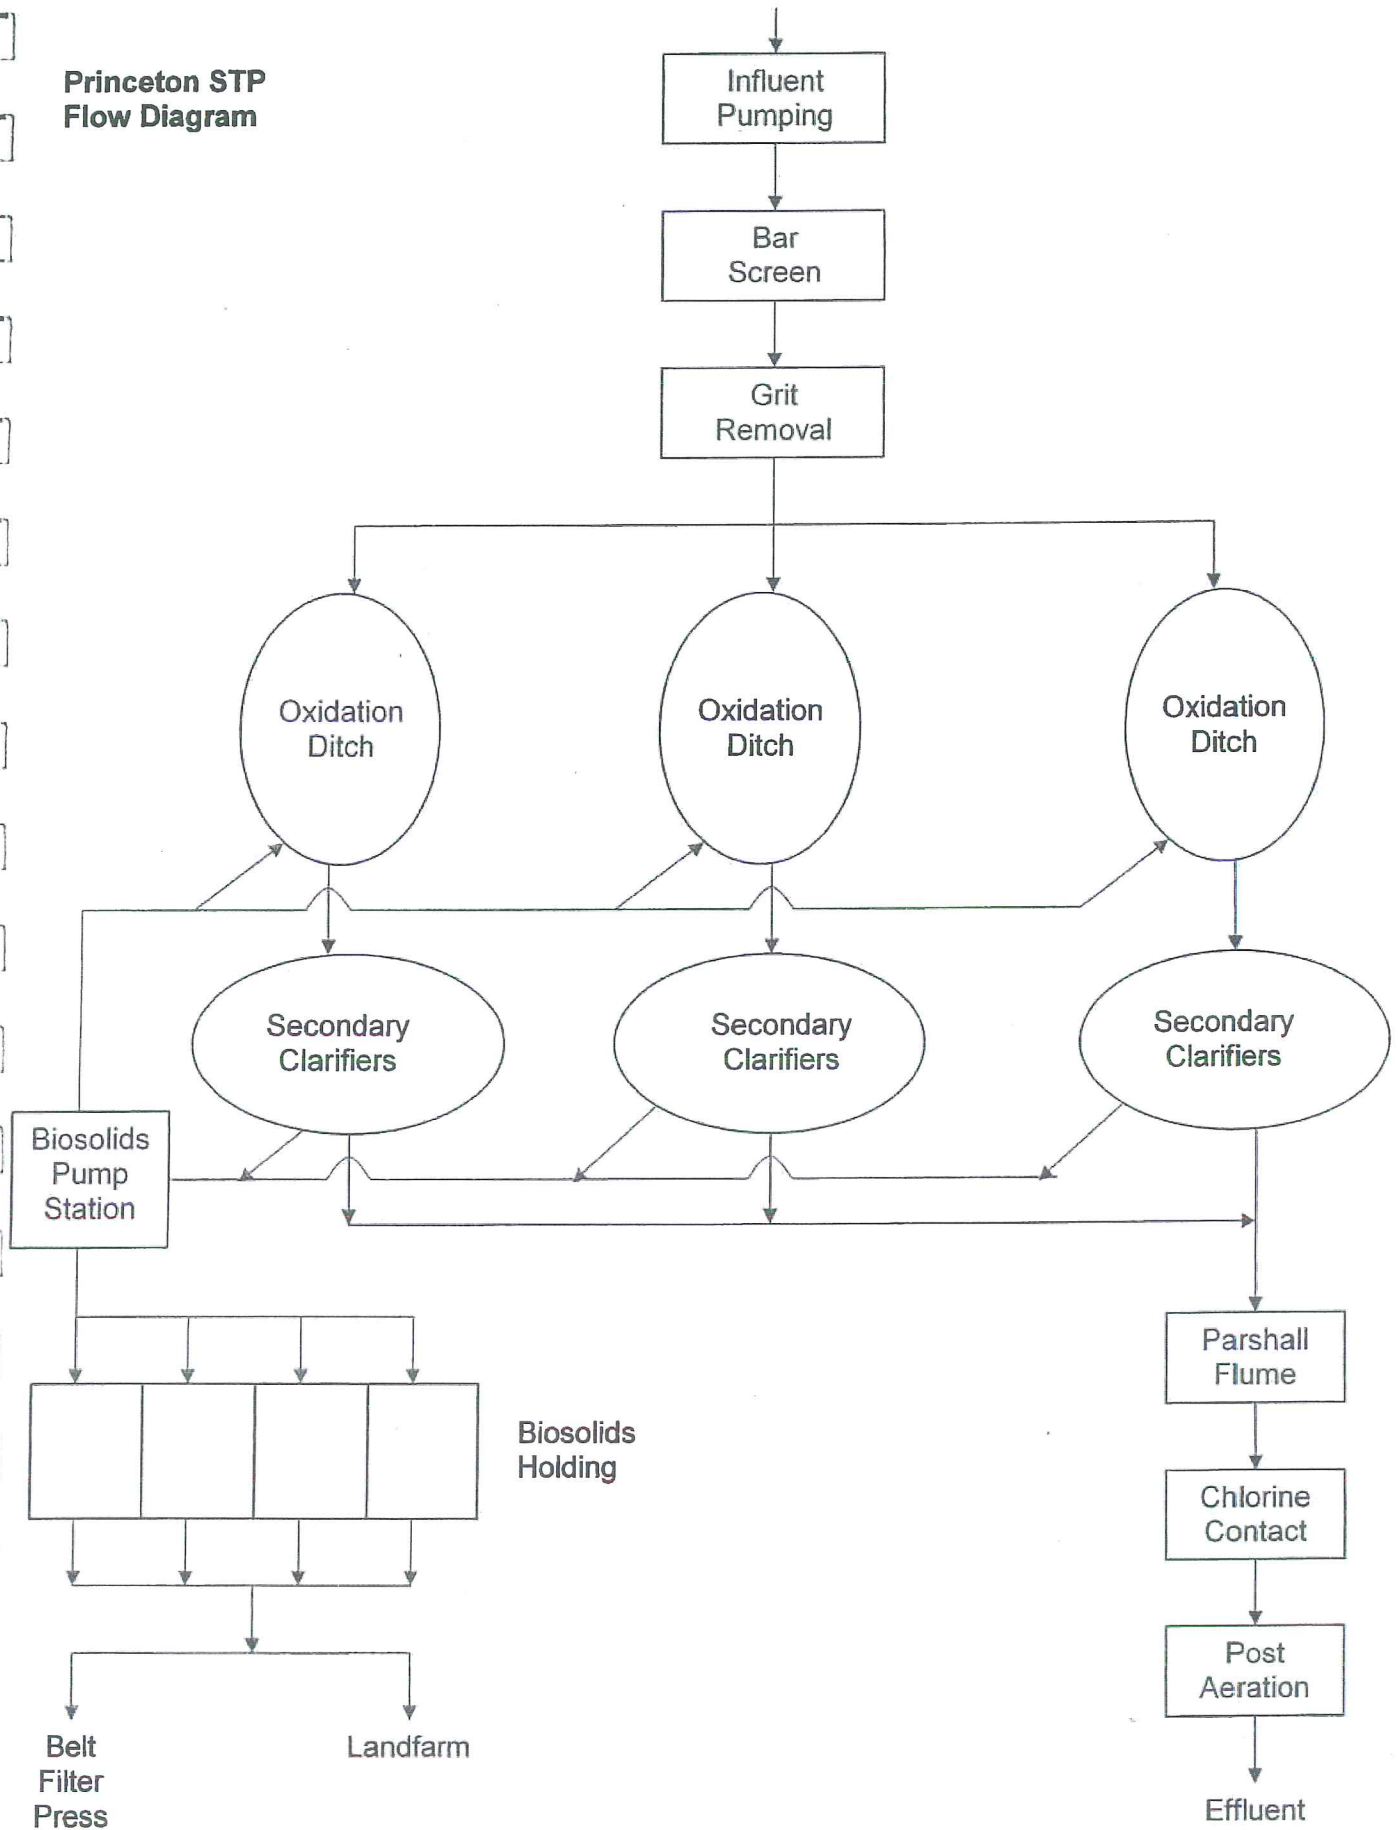 Princeton STP
Flow Diagram
Influent
Pumping
Bar
Screen
Grit
Removal
Oxidation
Ditch
Oxidation
Ditch
Oxidation
Ditch
Secondary
Clarifiers
Secondary
Clarifiers
Secondary
Clarifiers
Biosolids
Pump
Station
Parshall
Flume
Biosolids
Holding
Chlorine
Contact
Post
Aeration
Belt
Filter
Press
Landfarm
Effluent